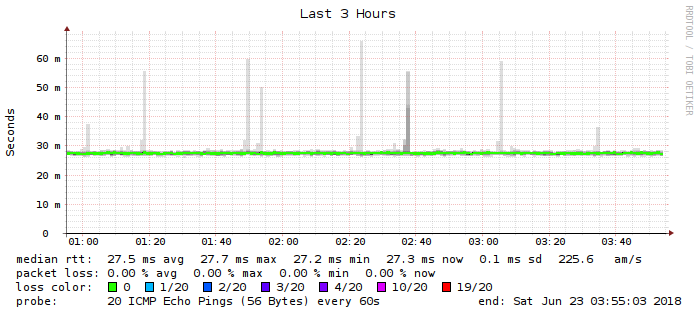 Last 3 Hours
RRDTOOL / TOBI OETIKER
Seconds
60 m
50 m
40 m
30 m
20 m
10 m
0
01:00 01:20 01:40 02:00 02:20 02:40 03:00 03:20 03:40
median rtt: 27.5 ms avg 27.7 ms max 27.2 ms min 27.3 ms now 0.1 ms sd 225.6 am/s
packet loss: 0.00 % avg 0.00 % max 0.00 % min 0.00 % now
loss color: 0 1/20 2/20 3/20 4/20 10/20 19/20
probe: 20 ICMP Echo Pings (56 Bytes) every 60s end: Sat Jun 23 03:55:03 2018